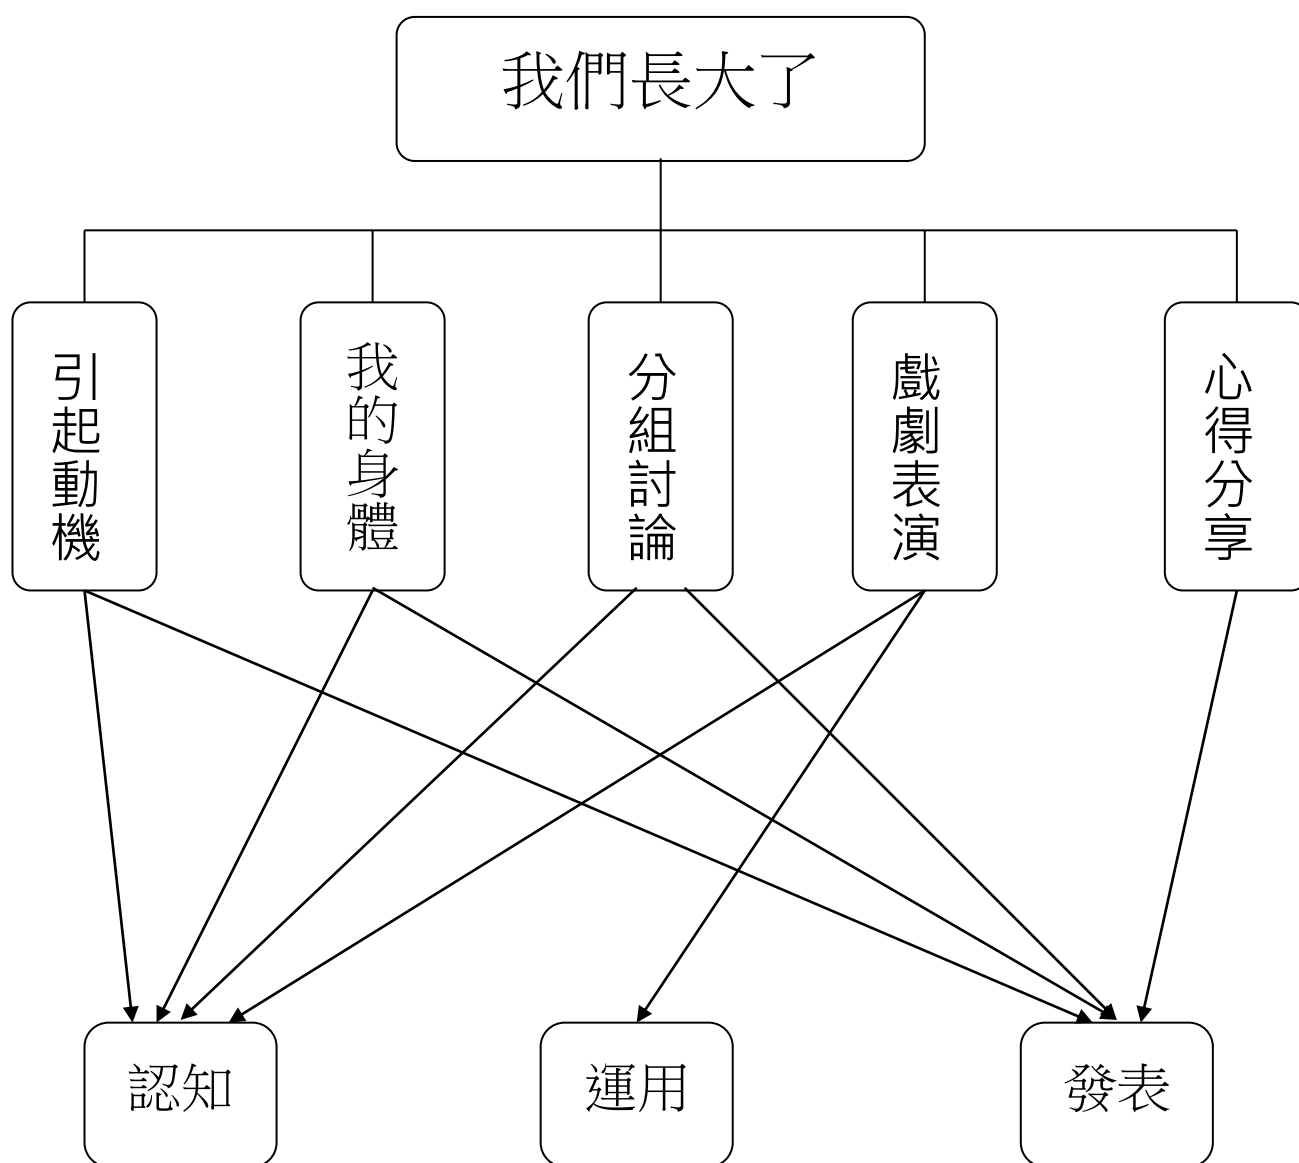 我們長大了
引起動機
我的身體
分組討論
戲劇表演
心得分享
認知
運用
發表